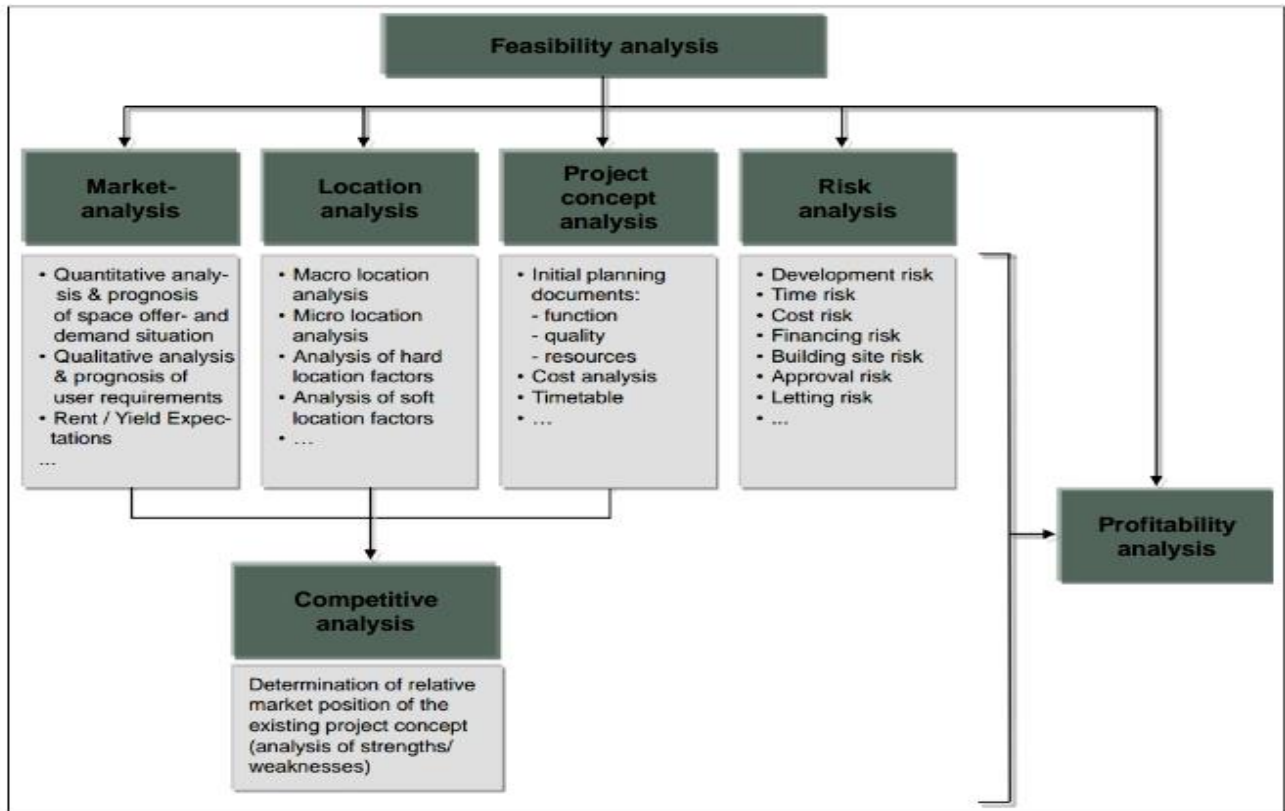 Feasibility analysis
Market-
analysis
• Quantitative analy-
sis & prognosis
of space offer- and
demand situation
• Qualitative analysis
& prognosis of
user requirements
• Rent / Yield Expec-
tations
...
Location
analysis
• Macro location
analysis
• Micro location
analysis
• Analysis of hard
location factors
• Analysis of soft
location factors
• ...
Project
concept
analysis
• Initial planning
documents:
- function
- quality
- resources
• Cost analysis
• Timetable
• ...
Risk
analysis
• Development risk
• Time risk
• Cost risk
• Financing risk
• Building site risk
• Approval risk
• Letting risk
• ...
Profitability
analysis
Competitive
analysis
Determination of relative
market position of the
existing project concept
(analysis of strengths/
weaknesses)